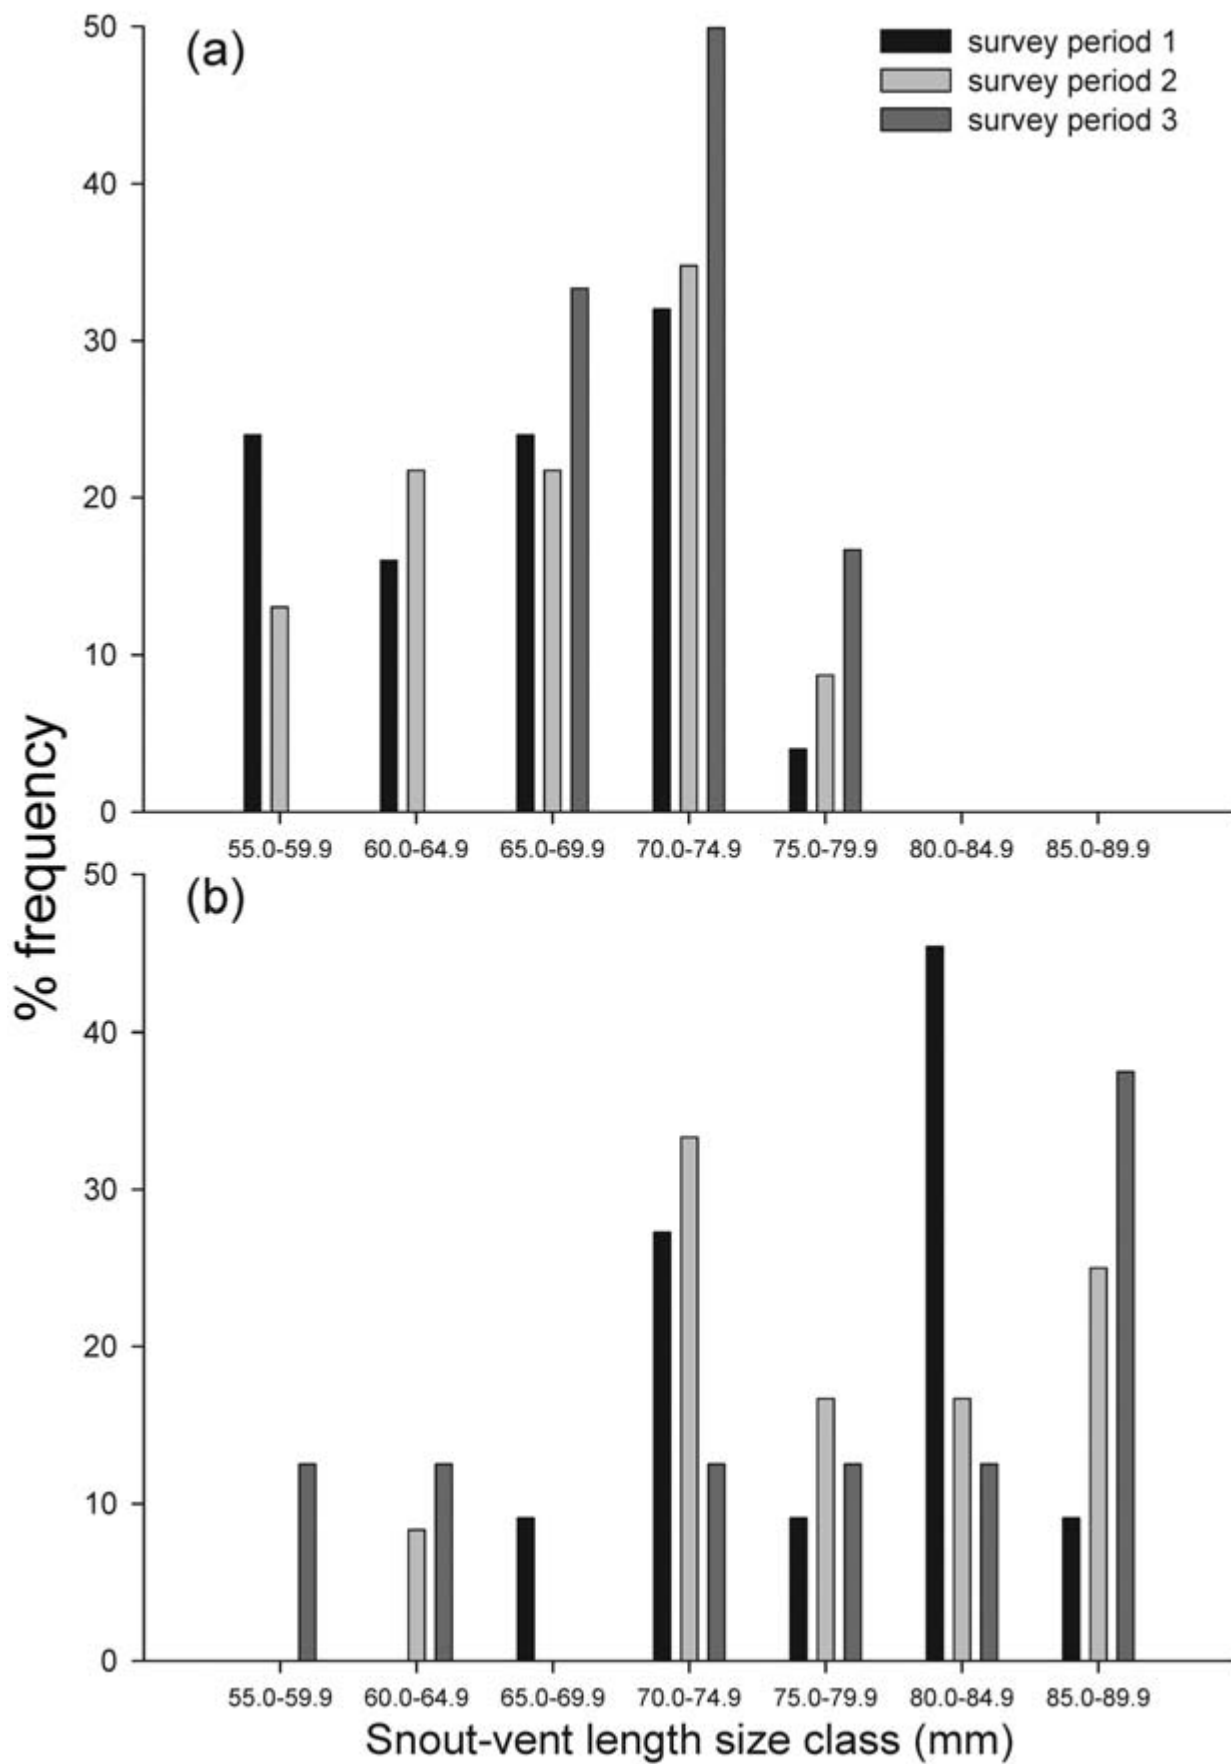 (a)
survey period 1
survey period 2
survey period 3
50
40
30
20
10
0
55.0-59.9 60.0-64.9 65.0-69.9 70.0-74.9 75.0-79.9 80.0-84.9 85.0-89.9
% frequency
(b)
50
40
30
20
10
0
55.0-59.9 60.0-64.9 65.0-69.9 70.0-74.9 75.0-79.9 80.0-84.9 85.0-89.9
Snout-vent length size class (mm)